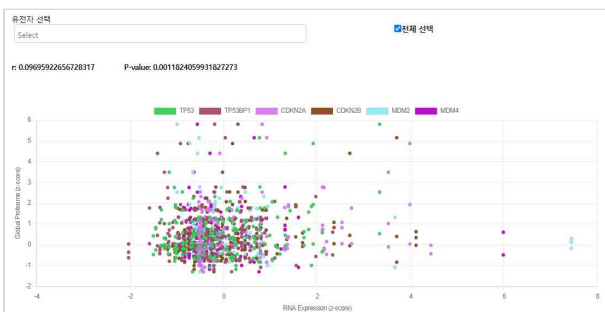 유전자 선택
Select
전체 선택
r: 0.09695922656728317 P-value: 0.0011824059931827273
TP53 TP53BP1 CDKN2A CDKN2B MDM2 MDM4
Global Proteome (z-score)
6
5
4
3
2
1
0
-1
-2
-4 -2 0 2 4 6 8
RNA Expression (z-score)